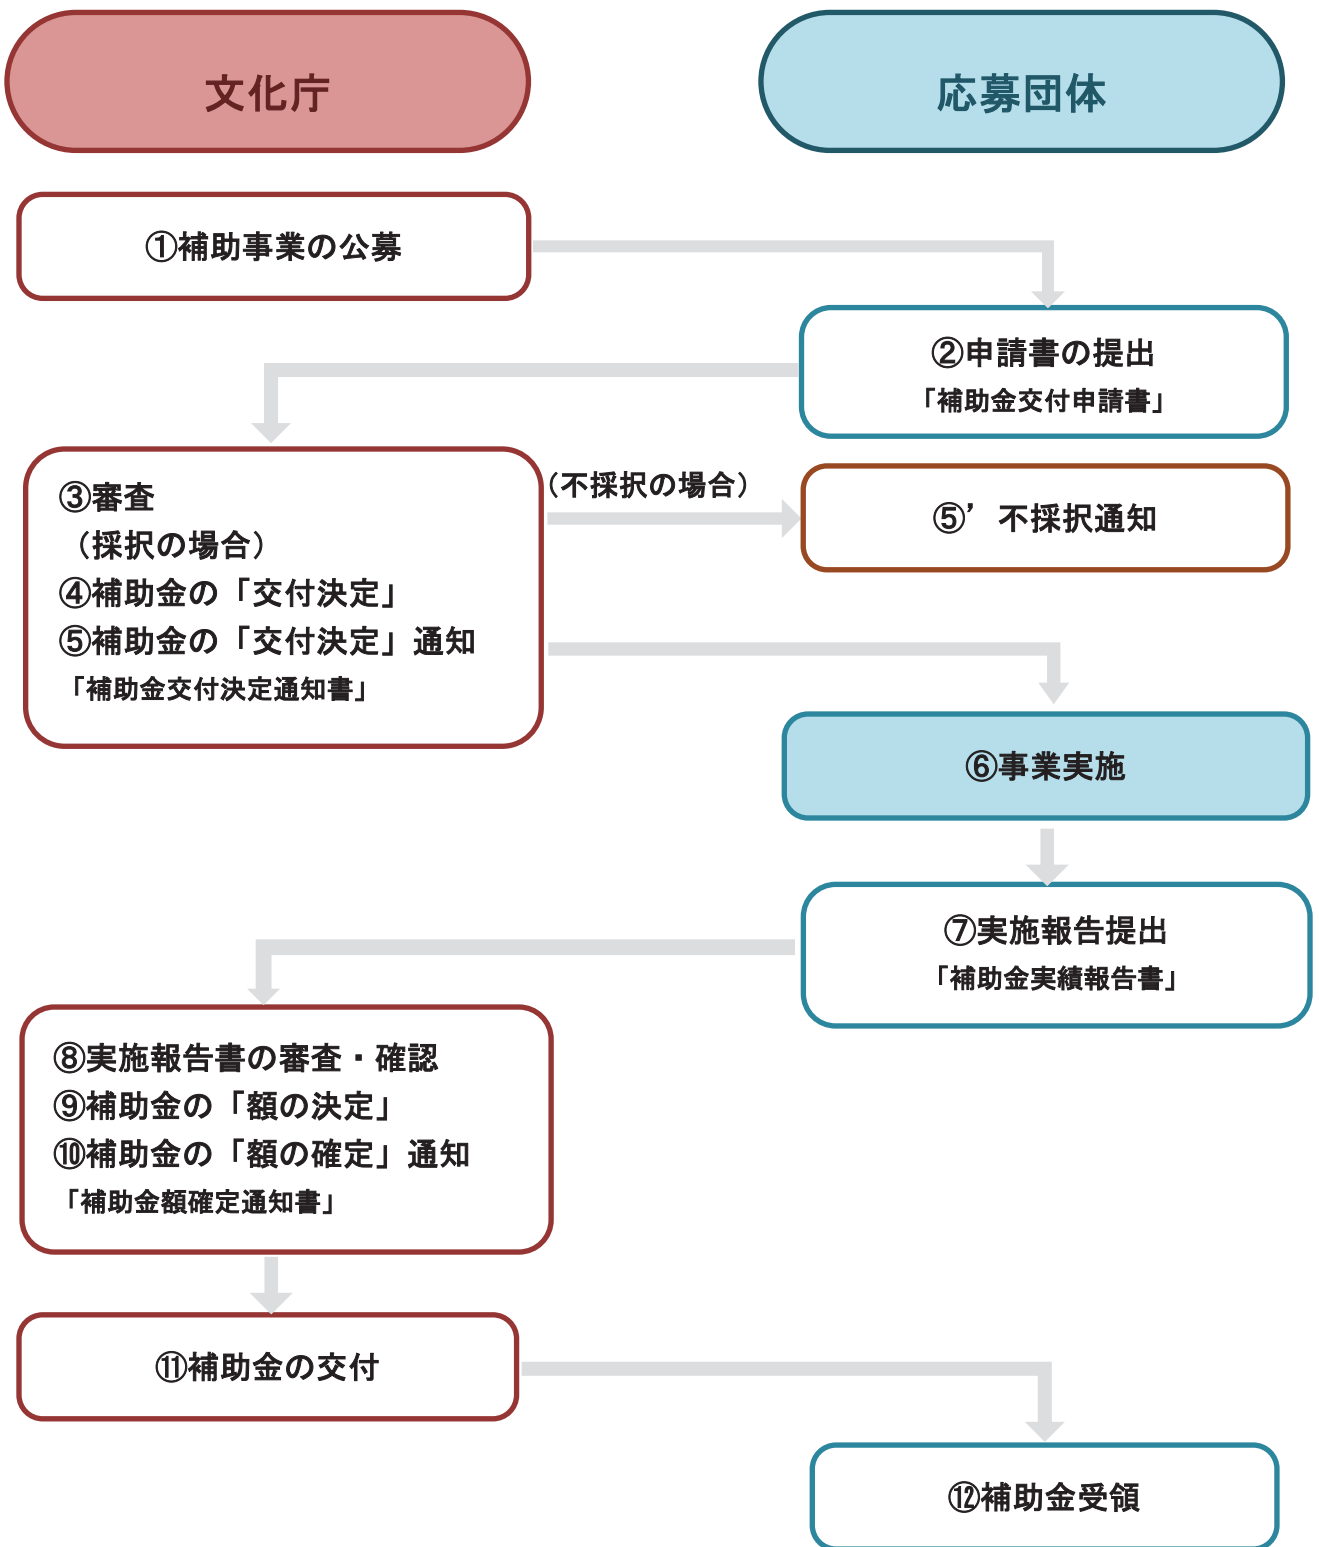 文化庁
応募団体
①補助事業の公募
②申請書の提出
「補助金交付申請書」
③審査
（採択の場合）
④補助金の「交付決定」
⑤補助金の「交付決定」通知
「補助金交付決定通知書」
（不採択の場合）
⑤’不採択通知
⑥事業実施
⑦実施報告提出
「補助金実績報告書」
⑧実施報告書の審査・確認
⑨補助金の「額の決定」
⑩補助金の「額の確定」通知
「補助金額確定通知書」
⑪補助金の交付
⑫補助金受領